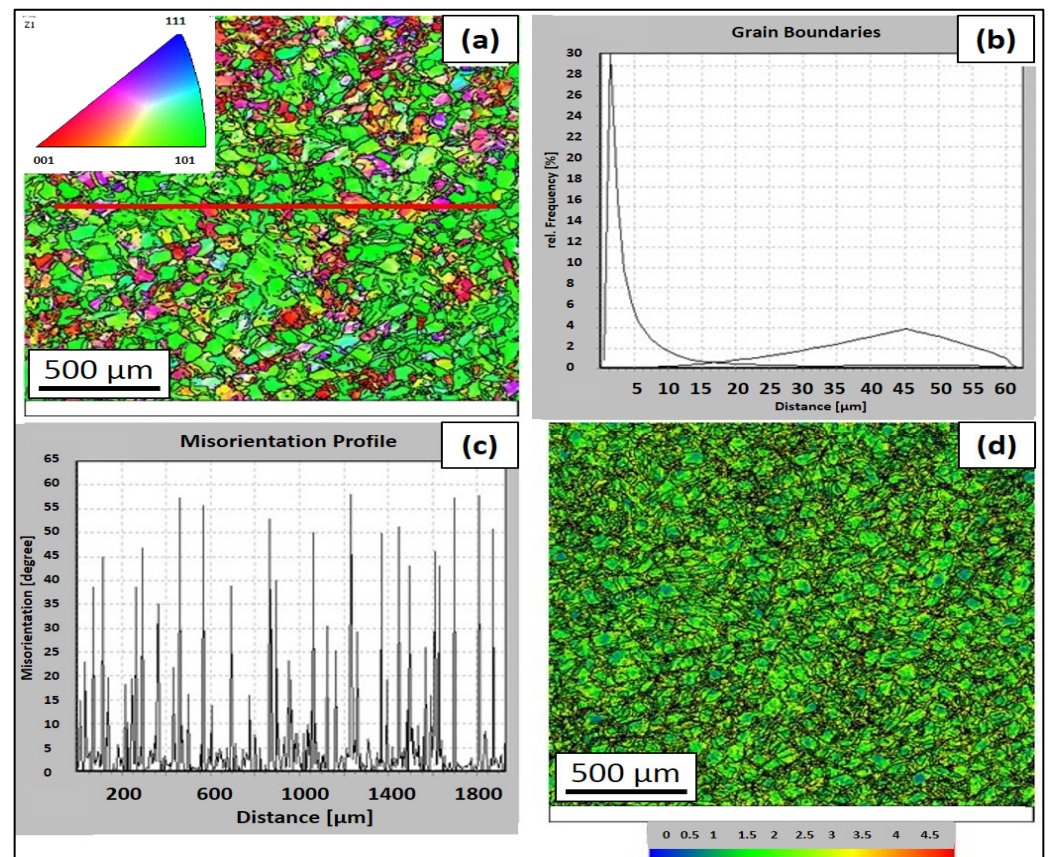 Z1
111
001
101
(a)
500 μm
Grain Boundaries
(b)
rel. Frequency [%]
30
28
26
24
22
20
30
18
16
14
12
10
8
6
4
2
0
5 10 15 20 25 30 35 40 45 50 55 60
Distance [μm]
Misorientation Profile
(c)
Misorientation [degree]
65
60
55
50
45
40
35
30
25
20
15
10
5
0
200 600 1000 1400 1800
Distance [μm]
(d)
500 μm
0 0.5 1 1.5 2 2.5 3 3.5 4 4.5